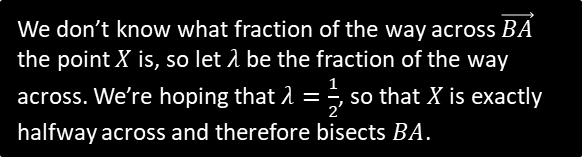 We don’t know what fraction of the way across $\overrightarrow{BA}$
the point 𝑋 is, so let 𝜆 be the fraction of the way
across. We’re hoping that 𝜆 = $\frac{1}{2}$, so that 𝑋 is exactly
halfway across and therefore bisects 𝐵𝐴.